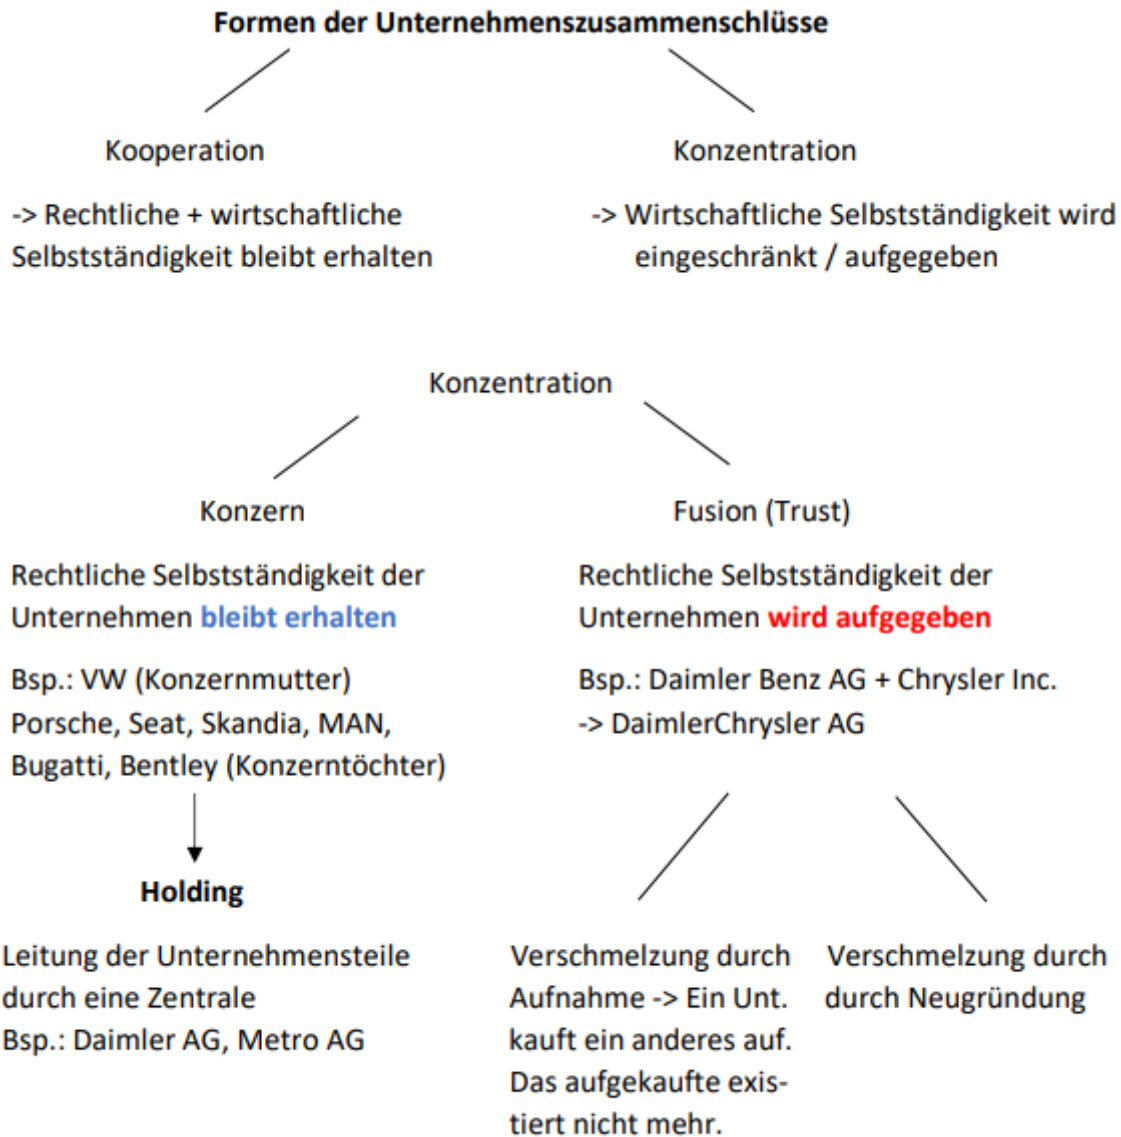 Formen der Unternehmenszusammenschlüsse
Kooperation
Konzentration
-> Rechtliche + wirtschaftliche
Selbstständigkeit bleibt erhalten
-> Wirtschaftliche Selbstständigkeit wird
eingeschränkt / aufgegeben
Konzentration
Konzern
Rechtliche Selbstständigkeit der
Unternehmen bleibt erhalten
Bsp.: VW (Konzernmutter)
Porsche, Seat, Skandia, MAN,
Bugatti, Bentley (Konzerntöchter)
Holding
Leitung der Unternehmensteile
durch eine Zentrale
Bsp.: Daimler AG, Metro AG
Fusion (Trust)
Rechtliche Selbstständigkeit der
Unternehmen wird aufgegeben
Bsp.: Daimler Benz AG + Chrysler Inc.
-> DaimlerChrysler AG
Verschmelzung durch
Aufnahme -> Ein Unt.
kauft ein anderes auf.
Das aufgekaufte exis-
tiert nicht mehr.
Verschmelzung durch
durch Neugründung